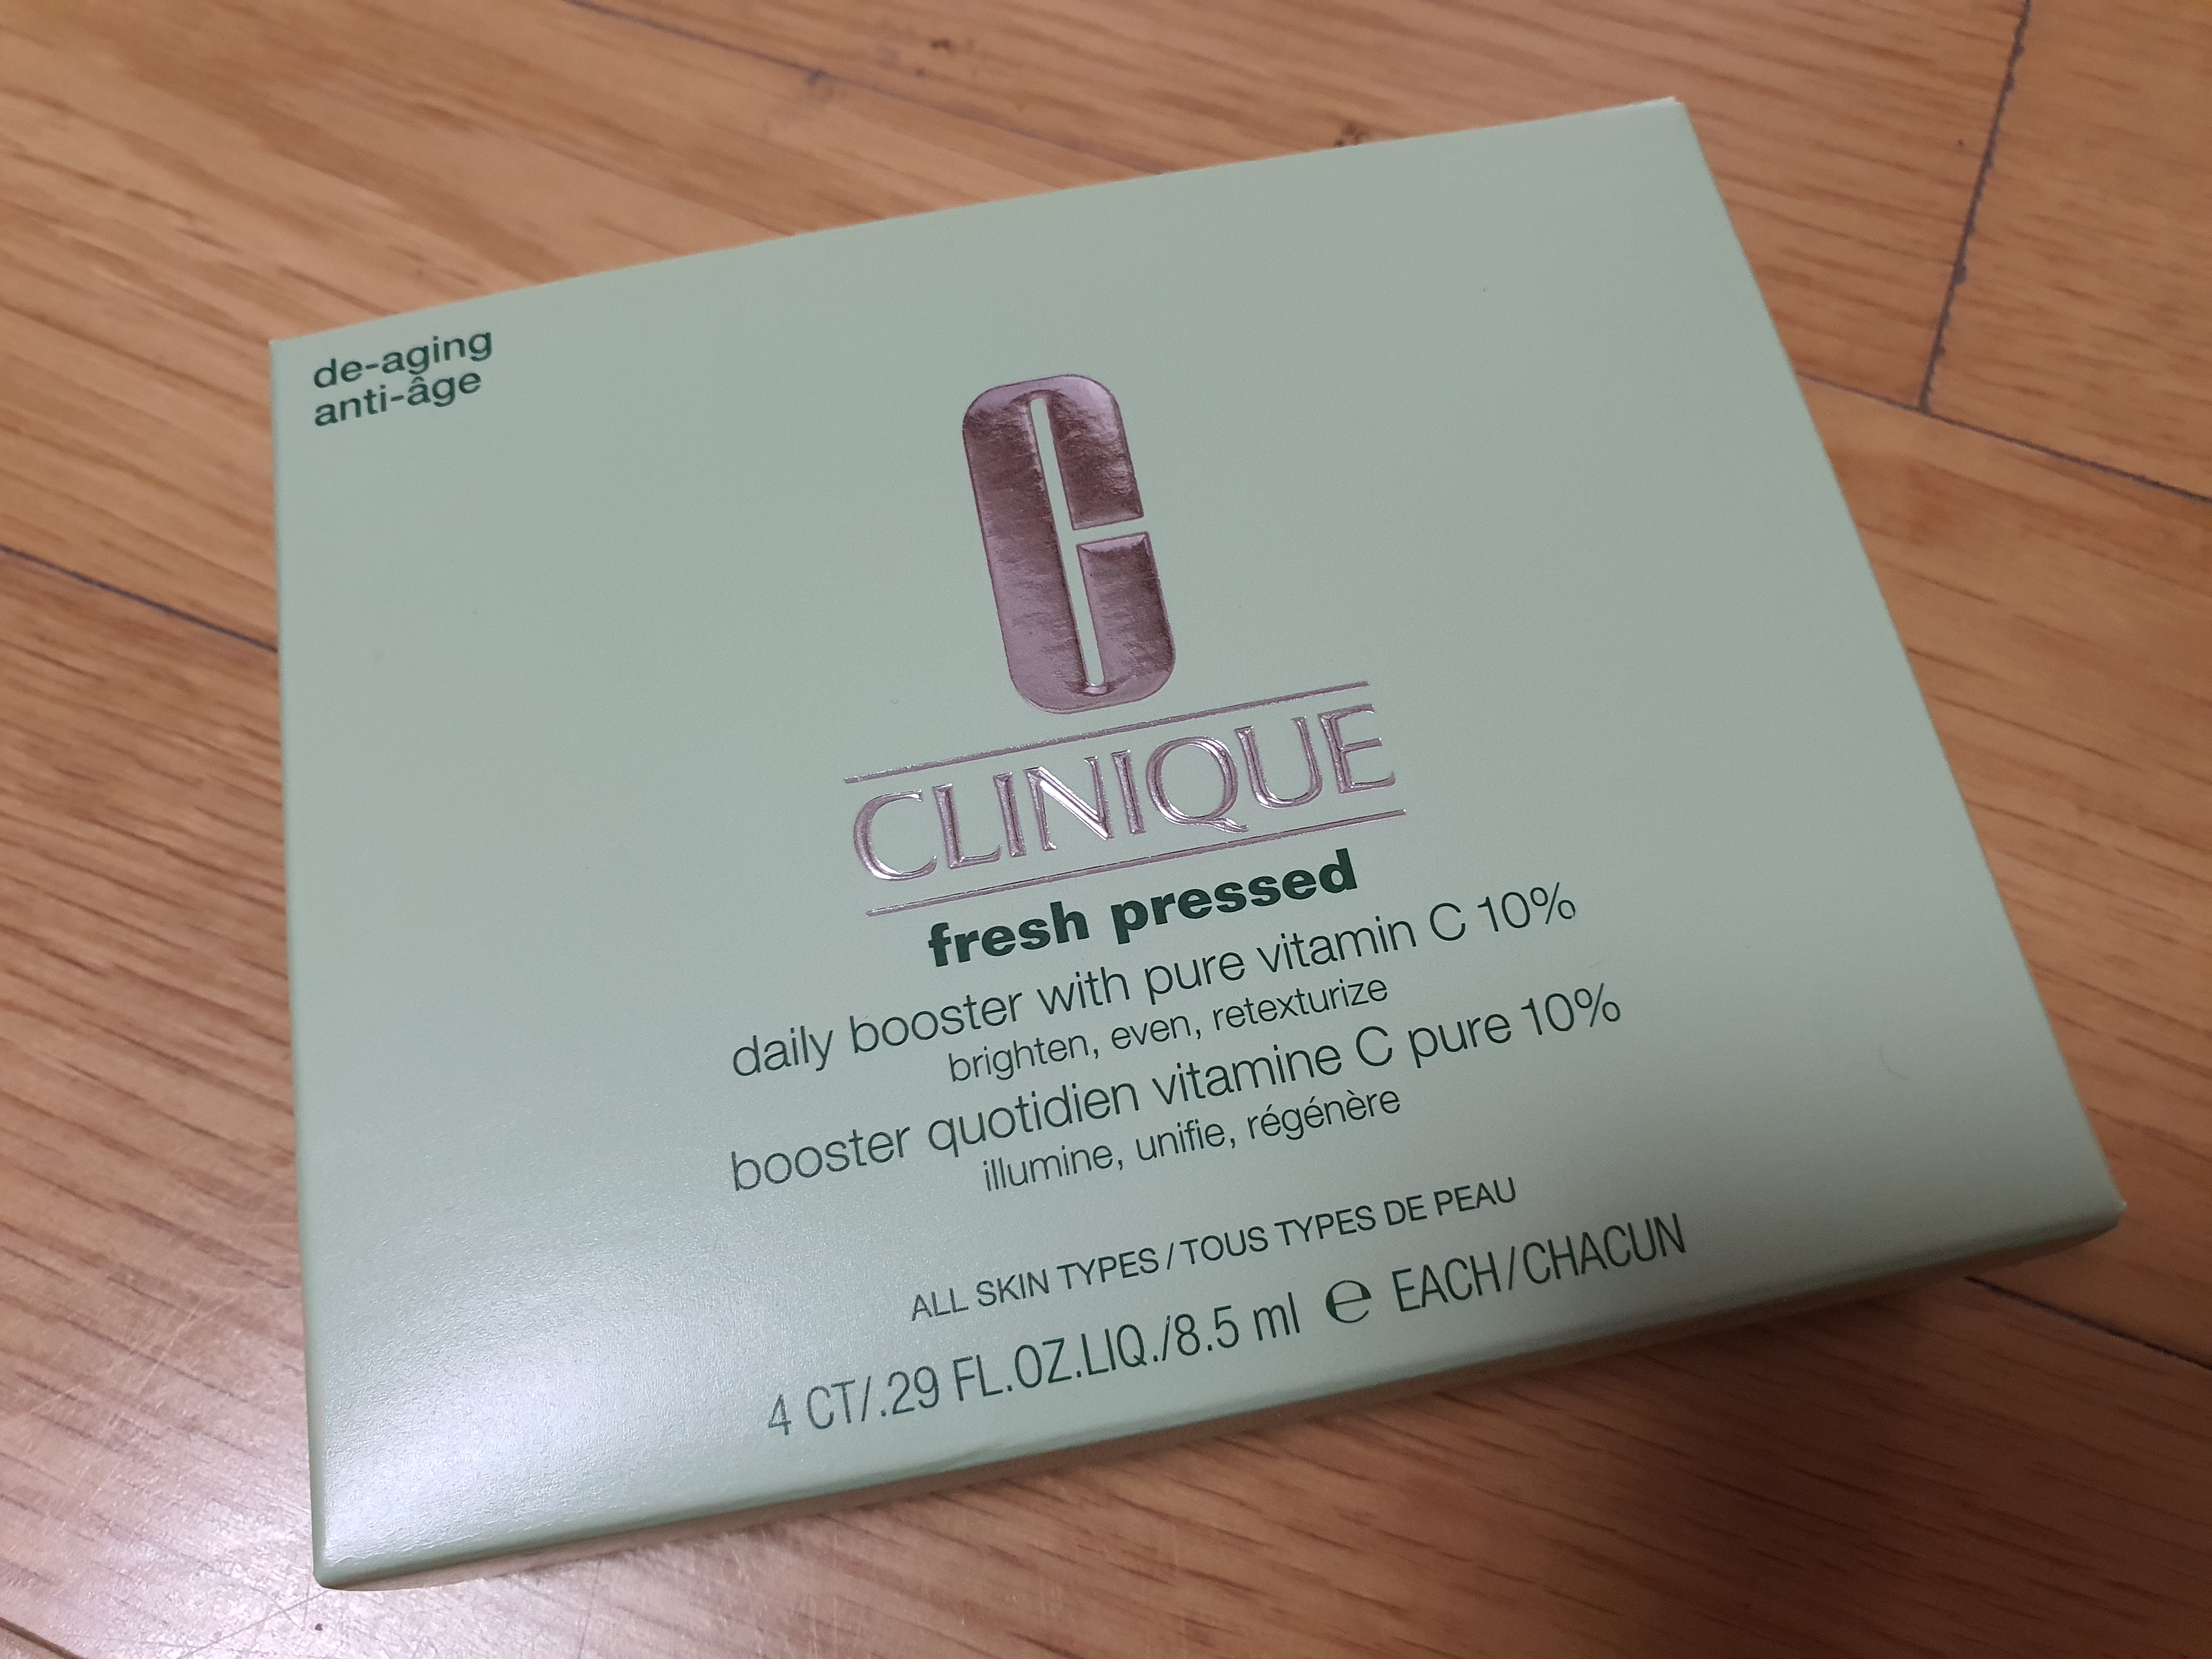 de-aging
anti-âge
C
CLINIQUE
fresh pressed
daily booster with pure vitamin C 10%
brighten, even, retexturize
booster quotidien vitamine C pure 10%
illumine, unifie, régénère
ALL SKIN TYPES / TOUS TYPES DE PEAU
4 CT/.29 FL.OZ.LIQ./8.5 ml ℮ EACH/CHACUN